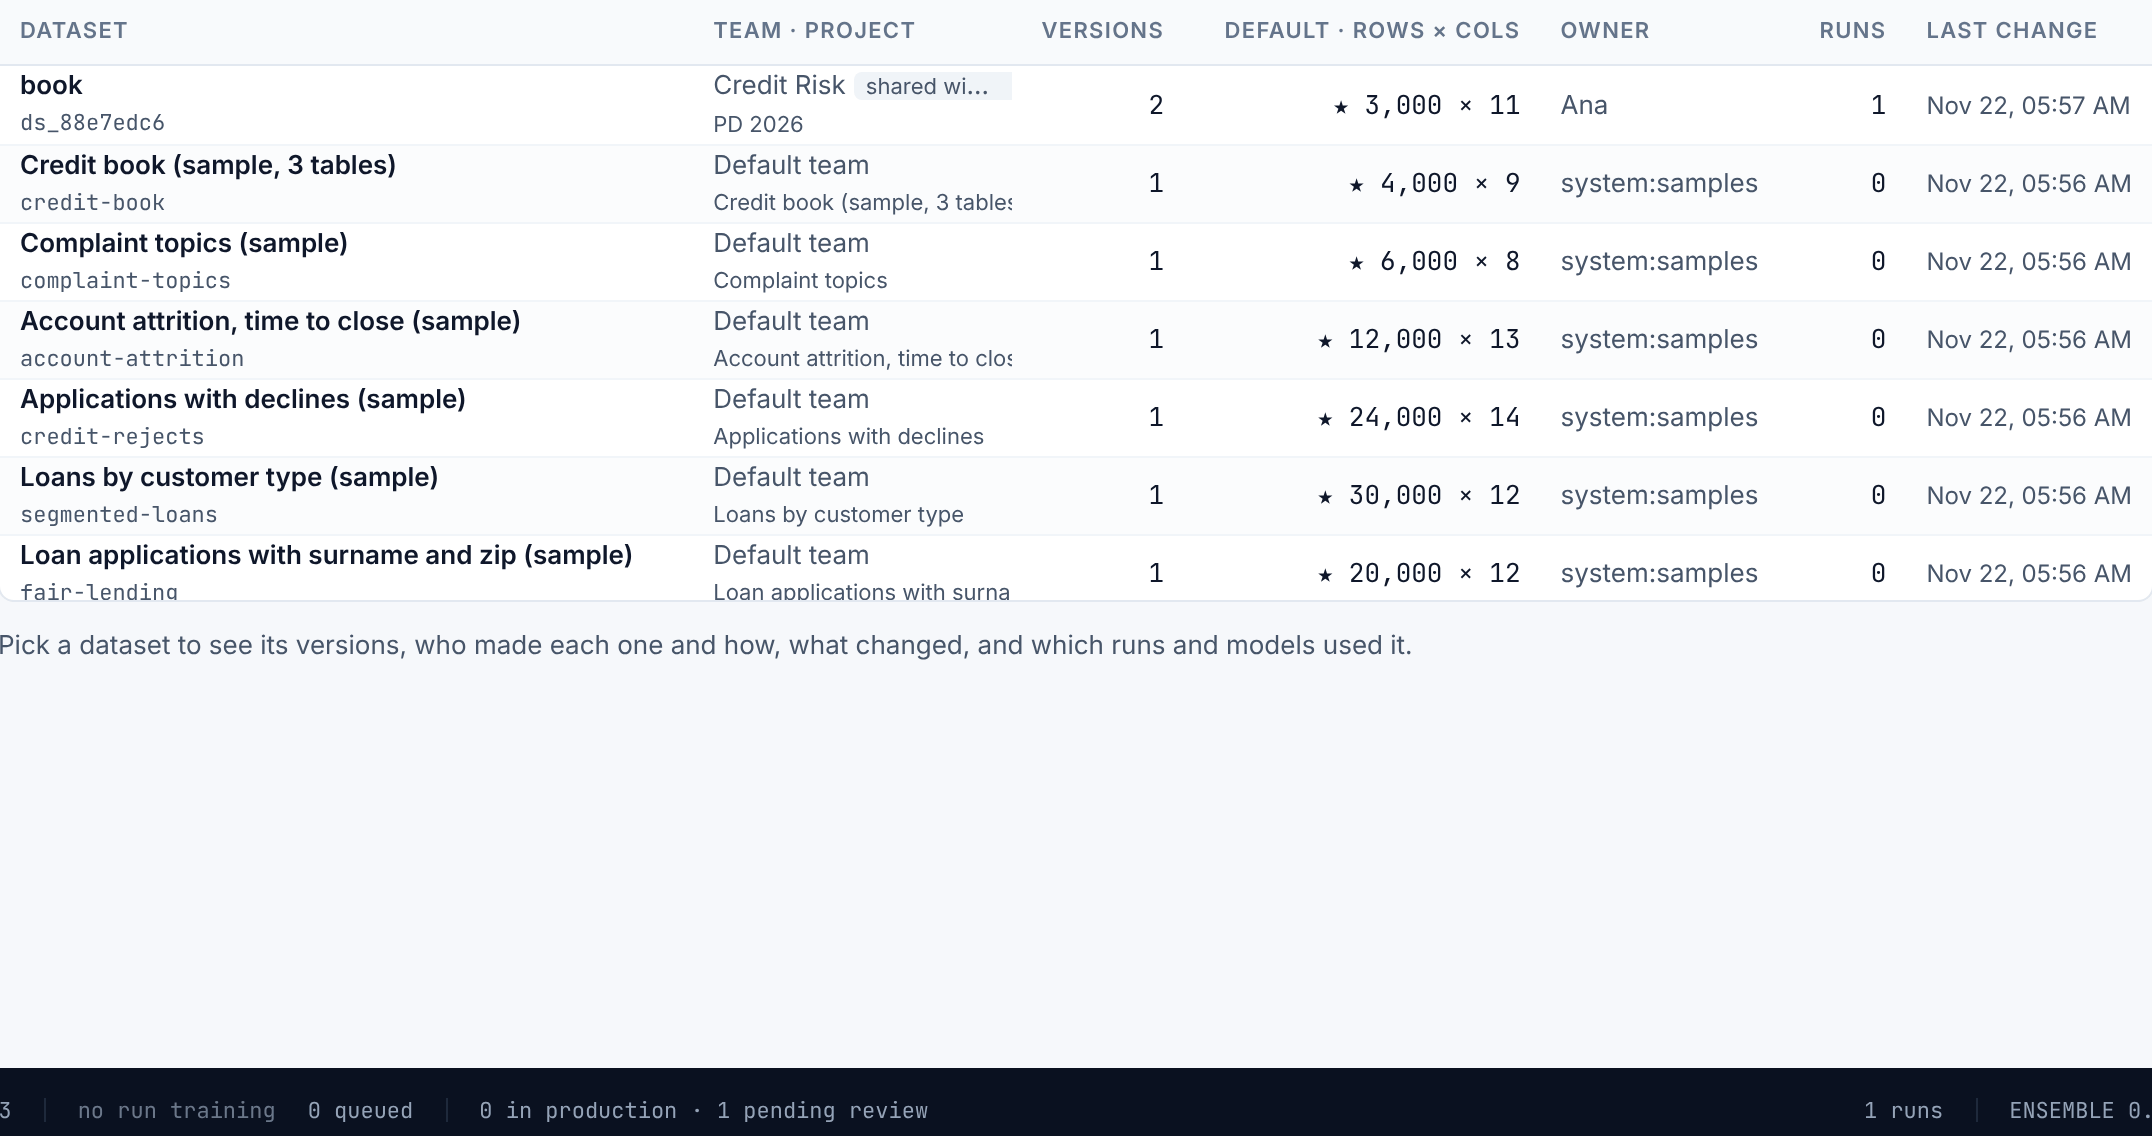 DATASET TEAM · PROJECT VERSIONS DEFAULT · ROWS × COLS OWNER RUNS LAST CHANGE
book Credit Risk shared wi...
ds_88e7edc6 PD 2026 2 ★ 3,000 × 11 Ana 1 Nov 22, 05:57 AM
Credit book (sample, 3 tables) Default team
credit-book Credit book (sample, 3 tables 1 ★ 4,000 × 9 system:samples 0 Nov 22, 05:56 AM
Complaint topics (sample) Default team
complaint-topics Complaint topics 1 ★ 6,000 × 8 system:samples 0 Nov 22, 05:56 AM
Account attrition, time to close (sample) Default team
account-attrition Account attrition, time to clos 1 ★ 12,000 × 13 system:samples 0 Nov 22, 05:56 AM
Applications with declines (sample) Default team
credit-rejects Applications with declines 1 ★ 24,000 × 14 system:samples 0 Nov 22, 05:56 AM
Loans by customer type (sample) Default team
segmented-loans Loans by customer type 1 ★ 30,000 × 12 system:samples 0 Nov 22, 05:56 AM
Loan applications with surname and zip (sample) Default team
fair-lending Loan applications with surna 1 ★ 20,000 × 12 system:samples 0 Nov 22, 05:56 AM
Pick a dataset to see its versions, who made each one and how, what changed, and which runs and models used it.
3 no run training 0 queued 0 in production · 1 pending review 1 runs ENSEMBLE 0.